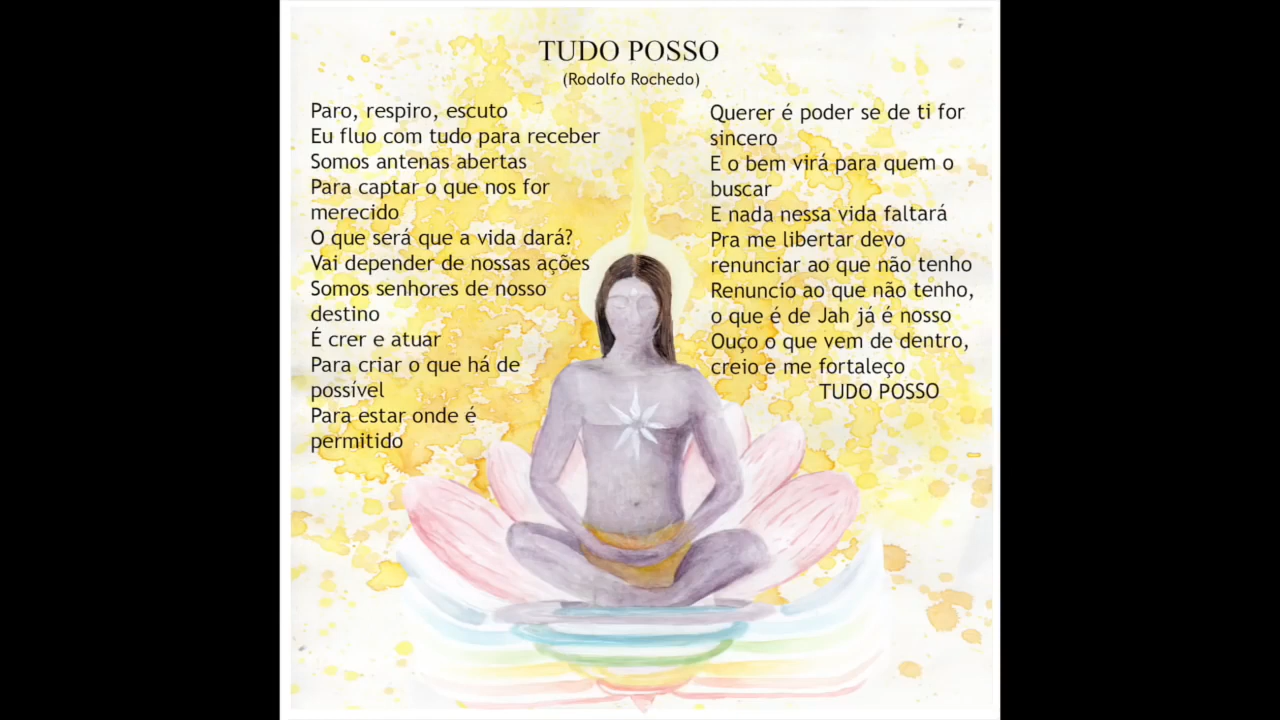 TUDO POSSO
(Rodolfo Rochedo)
Paro, respiro, escuto
Eu fluo com tudo para receber
Somos antenas abertas
Para captar o que nos for
merecido
O que será que a vida dará?
Vai depender de nossas ações
Somos senhores de nosso
destino
É crer e atuar
Para criar o que há de
possível
Para estar onde é
permitido
Querer é poder se de ti for
sincero
E o bem virá para quem o
buscar
E nada nessa vida faltará
Pra me libertar devo
renunciar ao que não tenho
Renuncio ao que não tenho,
o que é de Jah já é nosso
Ouço o que vem de dentro,
creio e me fortaleço
TUDO POSSO